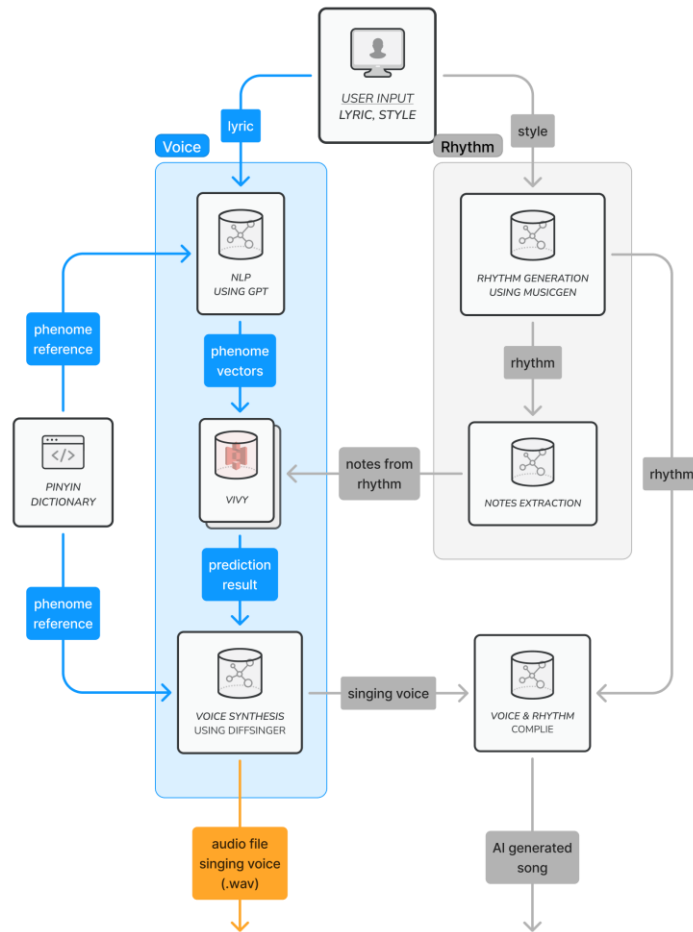 USER INPUT
LYRIC, STYLE
lyric
style
Voice
Rhythm
NLP
USING GPT
RHYTHM GENERATION
USING MUSICGEN
phenome
reference
phenome
vectors
rhythm
PINYIN
DICTIONARY
VIVY
notes from
rhythm
NOTES EXTRACTION
rhythm
prediction
result
phenome
reference
VOICE SYNTHESIS
USING DIFFSINGER
singing voice
VOICE & RHYTHM
COMPLIE
audio file
singing voice
(.wav)
AI generated
song